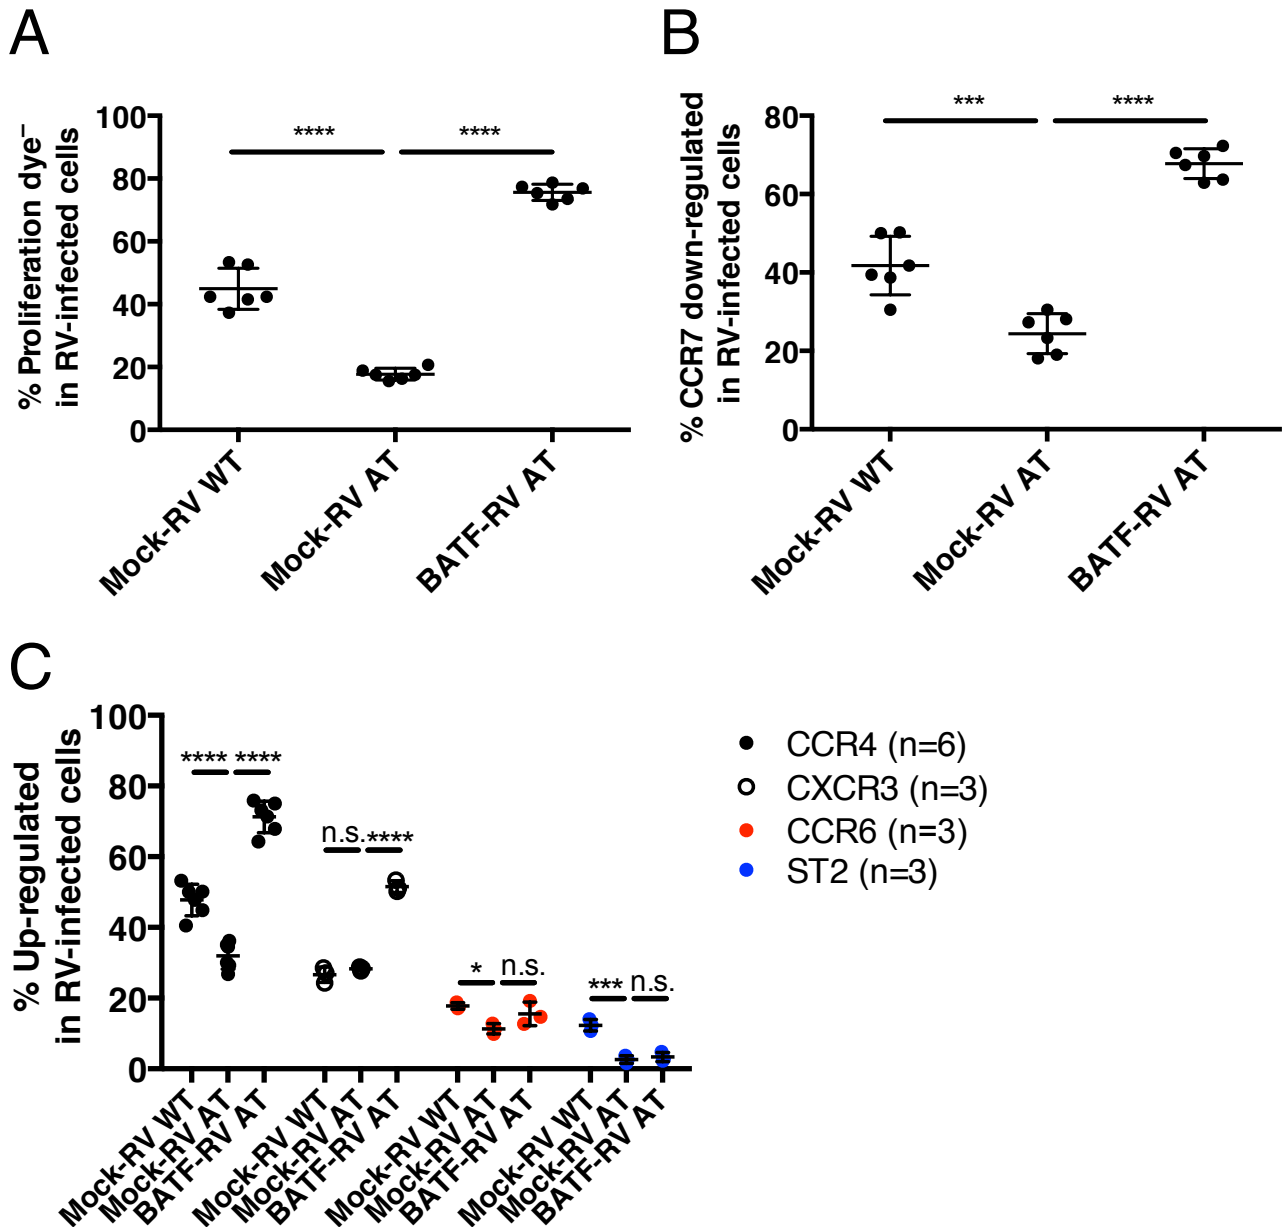 A
% Proliferation dye⁻
in RV-infected cells
100
80
60
40
20
0
****
****
Mock-RV WT
Mock-RV AT
BATF-RV AT
B
% CCR7 down-regulated
in RV-infected cells
80
60
40
20
0
***
****
Mock-RV WT
Mock-RV AT
BATF-RV AT
C
% Up-regulated
in RV-infected cells
100
80
60
40
20
0
**** ****
n.s. ****
* n.s.
*** n.s.
Mock-RV WT
Mock-RV AT
BATF-RV AT
Mock-RV WT
Mock-RV AT
BATF-RV AT
Mock-RV WT
Mock-RV AT
BATF-RV AT
Mock-RV WT
Mock-RV AT
BATF-RV AT
CCR4 (n=6)
CXCR3 (n=3)
CCR6 (n=3)
ST2 (n=3)